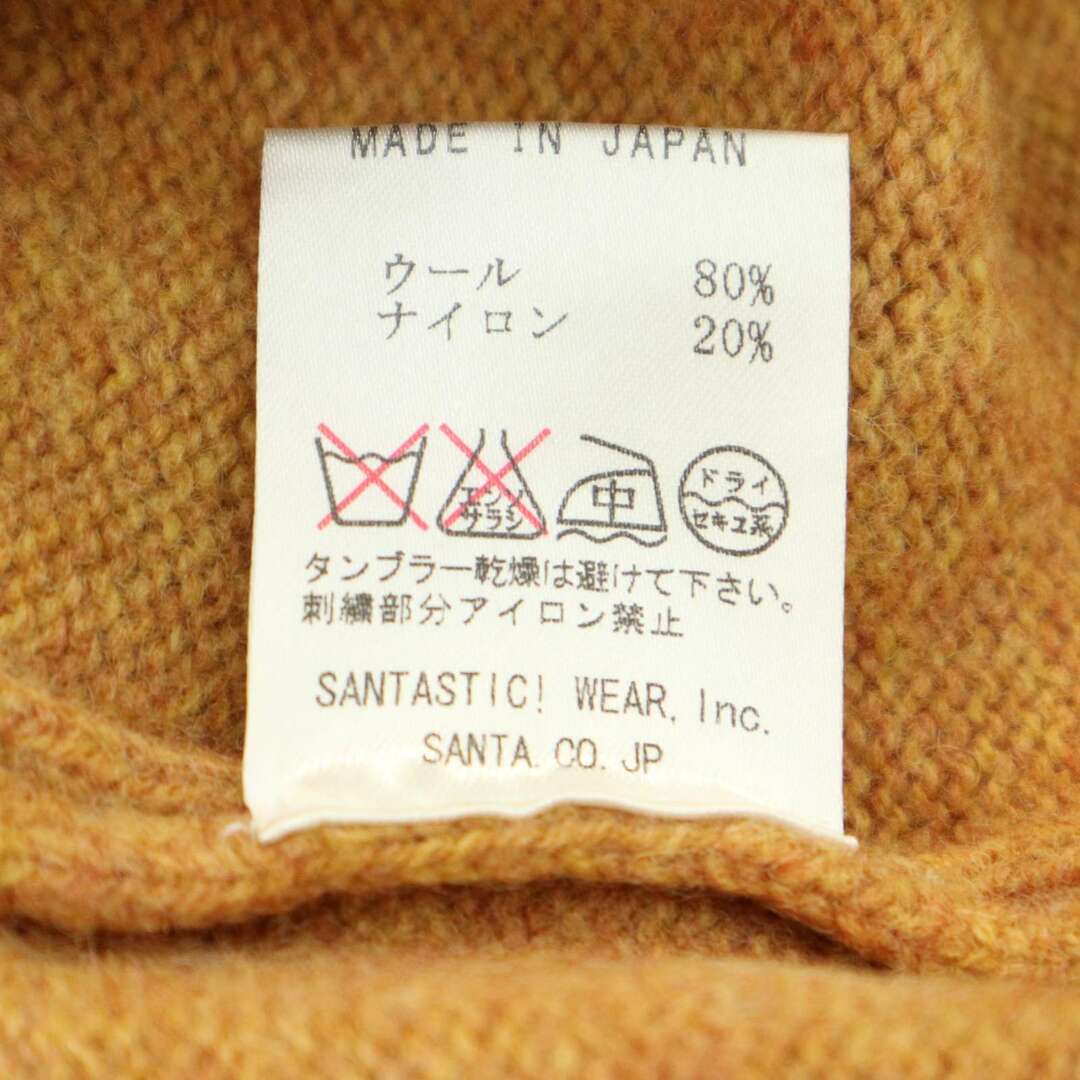 MADE IN JAPAN
ウール 80%
ナイロン 20%
エンソ
サラシ
中
ドライ
セキユ系
タンブラー乾燥は避けて下さい。
刺繍部分アイロン禁止
SANTASTIC! WEAR, Inc.
SANTA.CO.JP